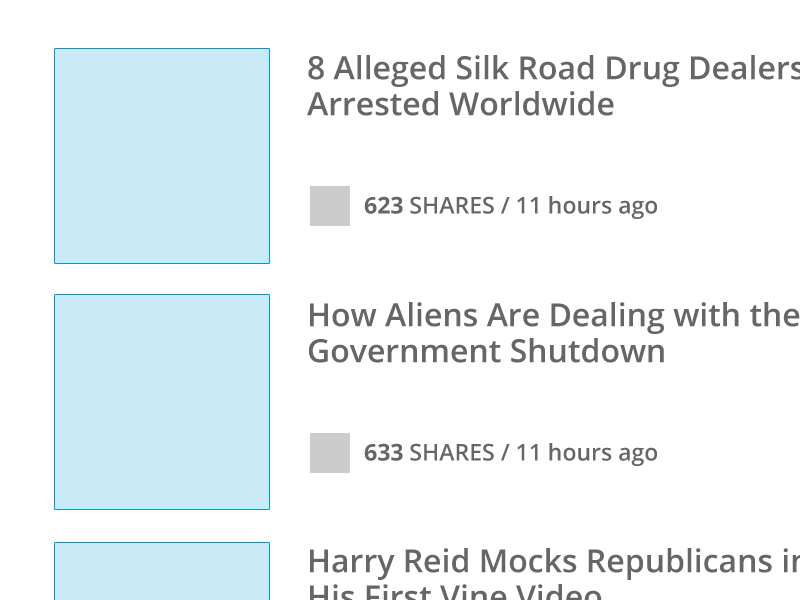 8 Alleged Silk Road Drug Dealers
Arrested Worldwide
623 SHARES / 11 hours ago
How Aliens Are Dealing with the
Government Shutdown
633 SHARES / 11 hours ago
Harry Reid Mocks Republicans in
His First Vine Video